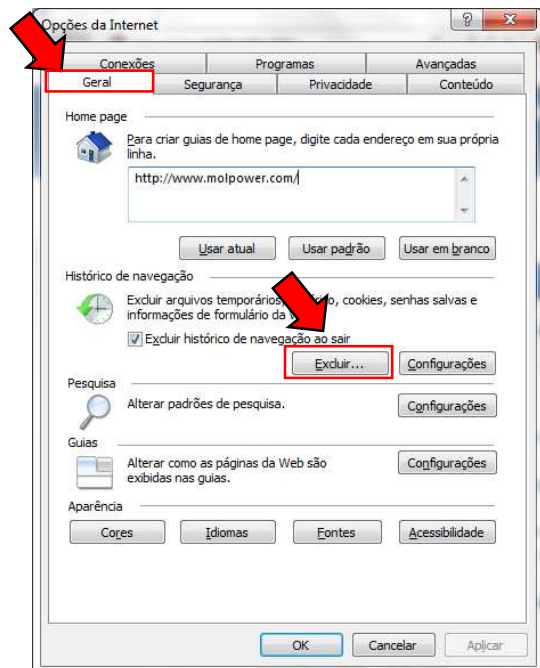 Opções da Internet
Conexões Programas Avançadas
Geral Segurança Privacidade Conteúdo
Home page
Para criar guias de home page, digite cada endereço em sua própria
linha.
http://www.molpower.com/
Usar atual Usar padrão Usar em branco
Histórico de navegação
Excluir arquivos temporários, cookies, senhas salvas e
informações de formulário da
Excluir histórico de navegação ao sair
Excluir... Configurações
Pesquisa
Alterar padrões de pesquisa. Configurações
Guias
Alterar como as páginas da Web são Configurações
exibidas nas guias.
Aparência
Cores Idiomas Fontes Acessibilidade
OK Cancelar Aplicar